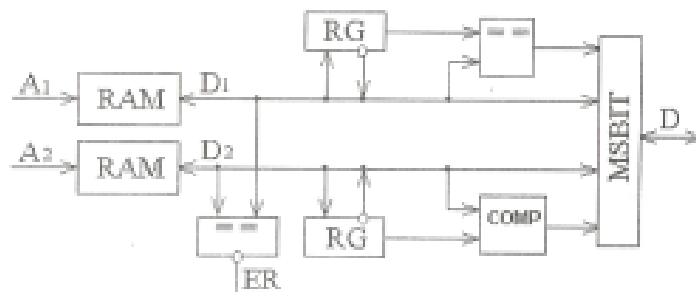 RG
==
A1 RAM D1
A2 RAM D2
MSBIT
D
==
RG
COMP
ER